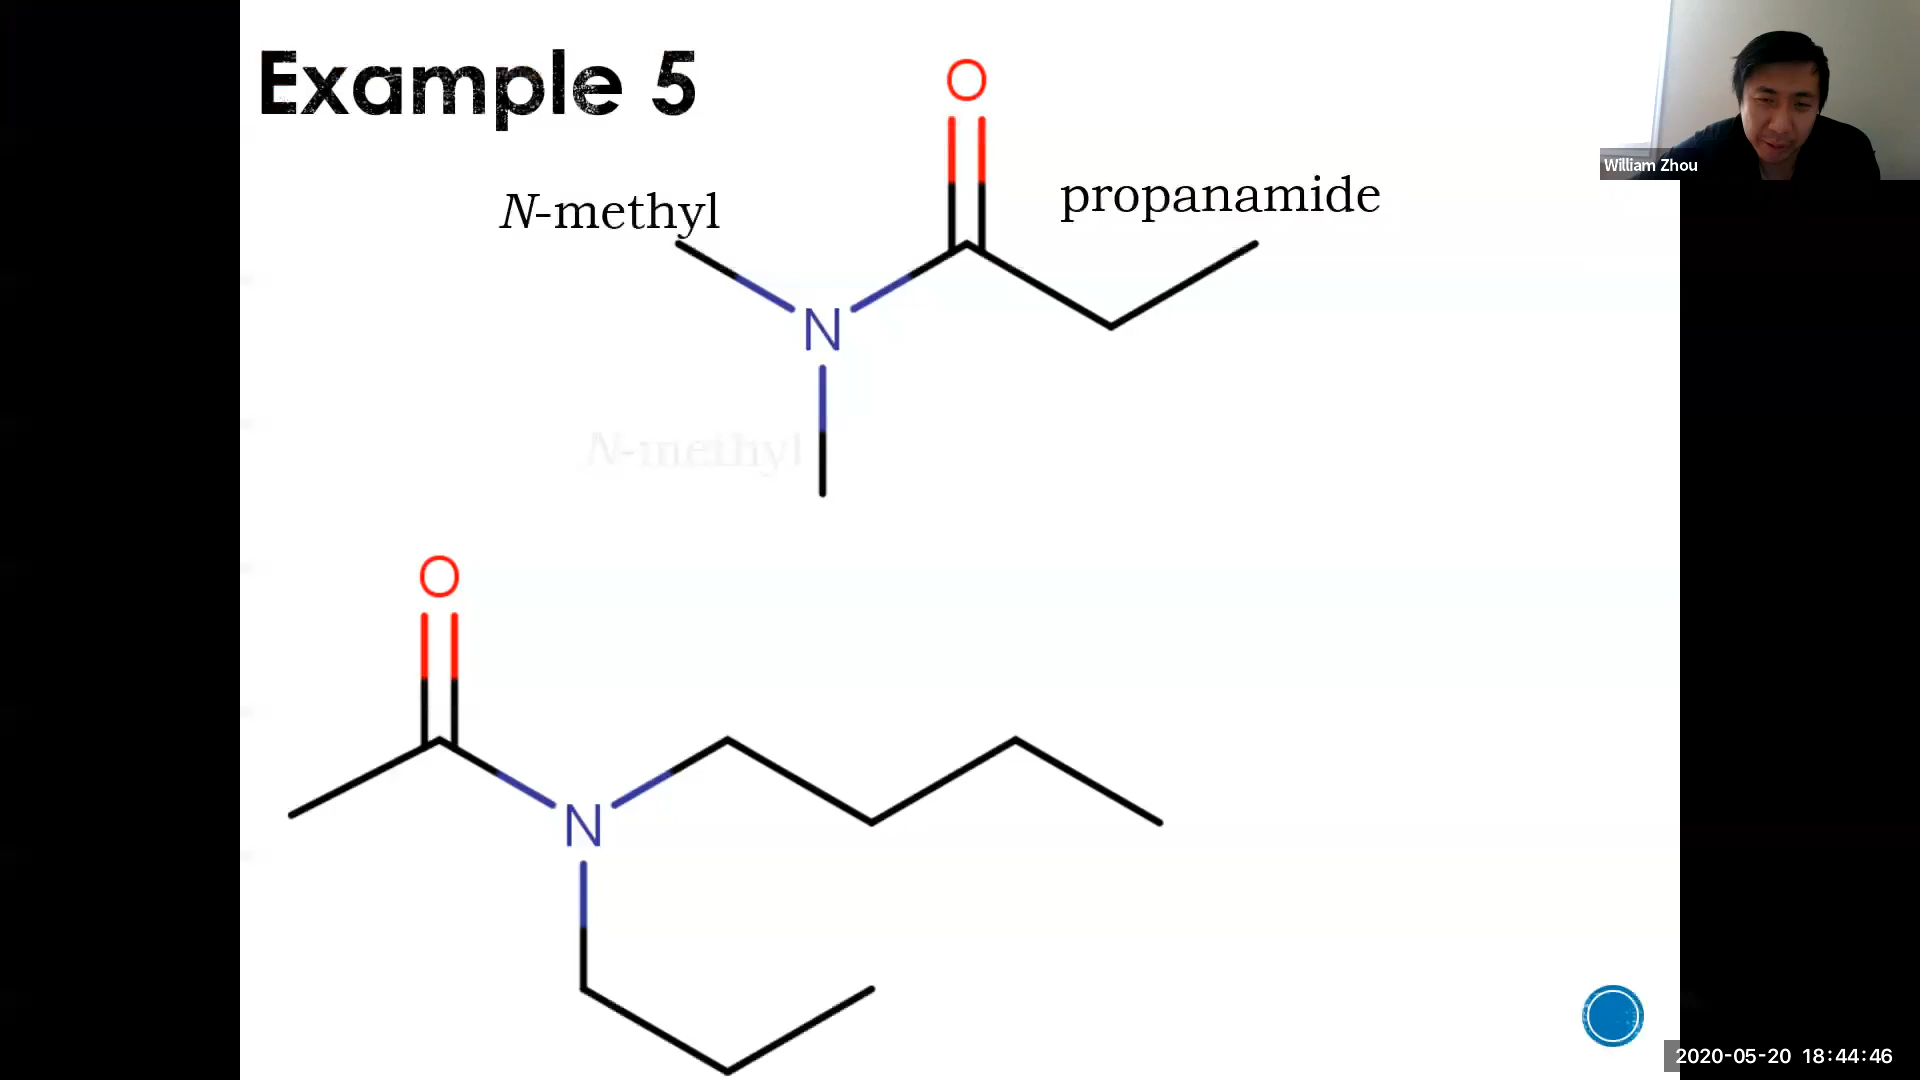 Example 5
O
William Zhou
propanamide
N-methyl
N
N-methyl
O
N
2020-05-20 18:44:46